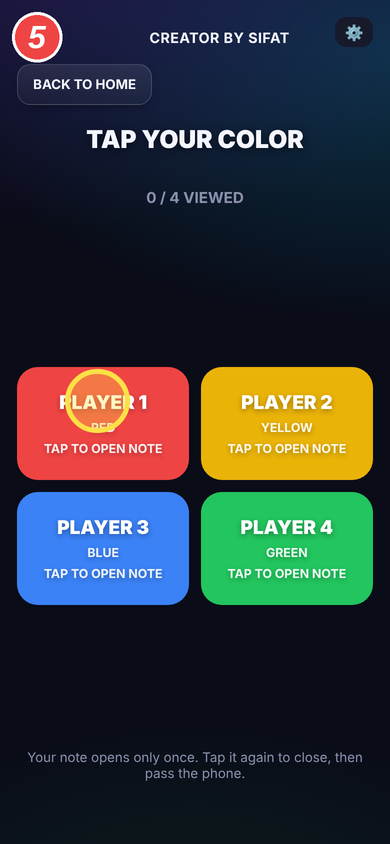 5
CREATOR BY SIFAT
BACK TO HOME
TAP YOUR COLOR
0 / 4 VIEWED
PLAYER 1
RED
TAP TO OPEN NOTE
PLAYER 2
YELLOW
TAP TO OPEN NOTE
PLAYER 3
BLUE
TAP TO OPEN NOTE
PLAYER 4
GREEN
TAP TO OPEN NOTE
Your note opens only once. Tap it again to close, then
pass the phone.